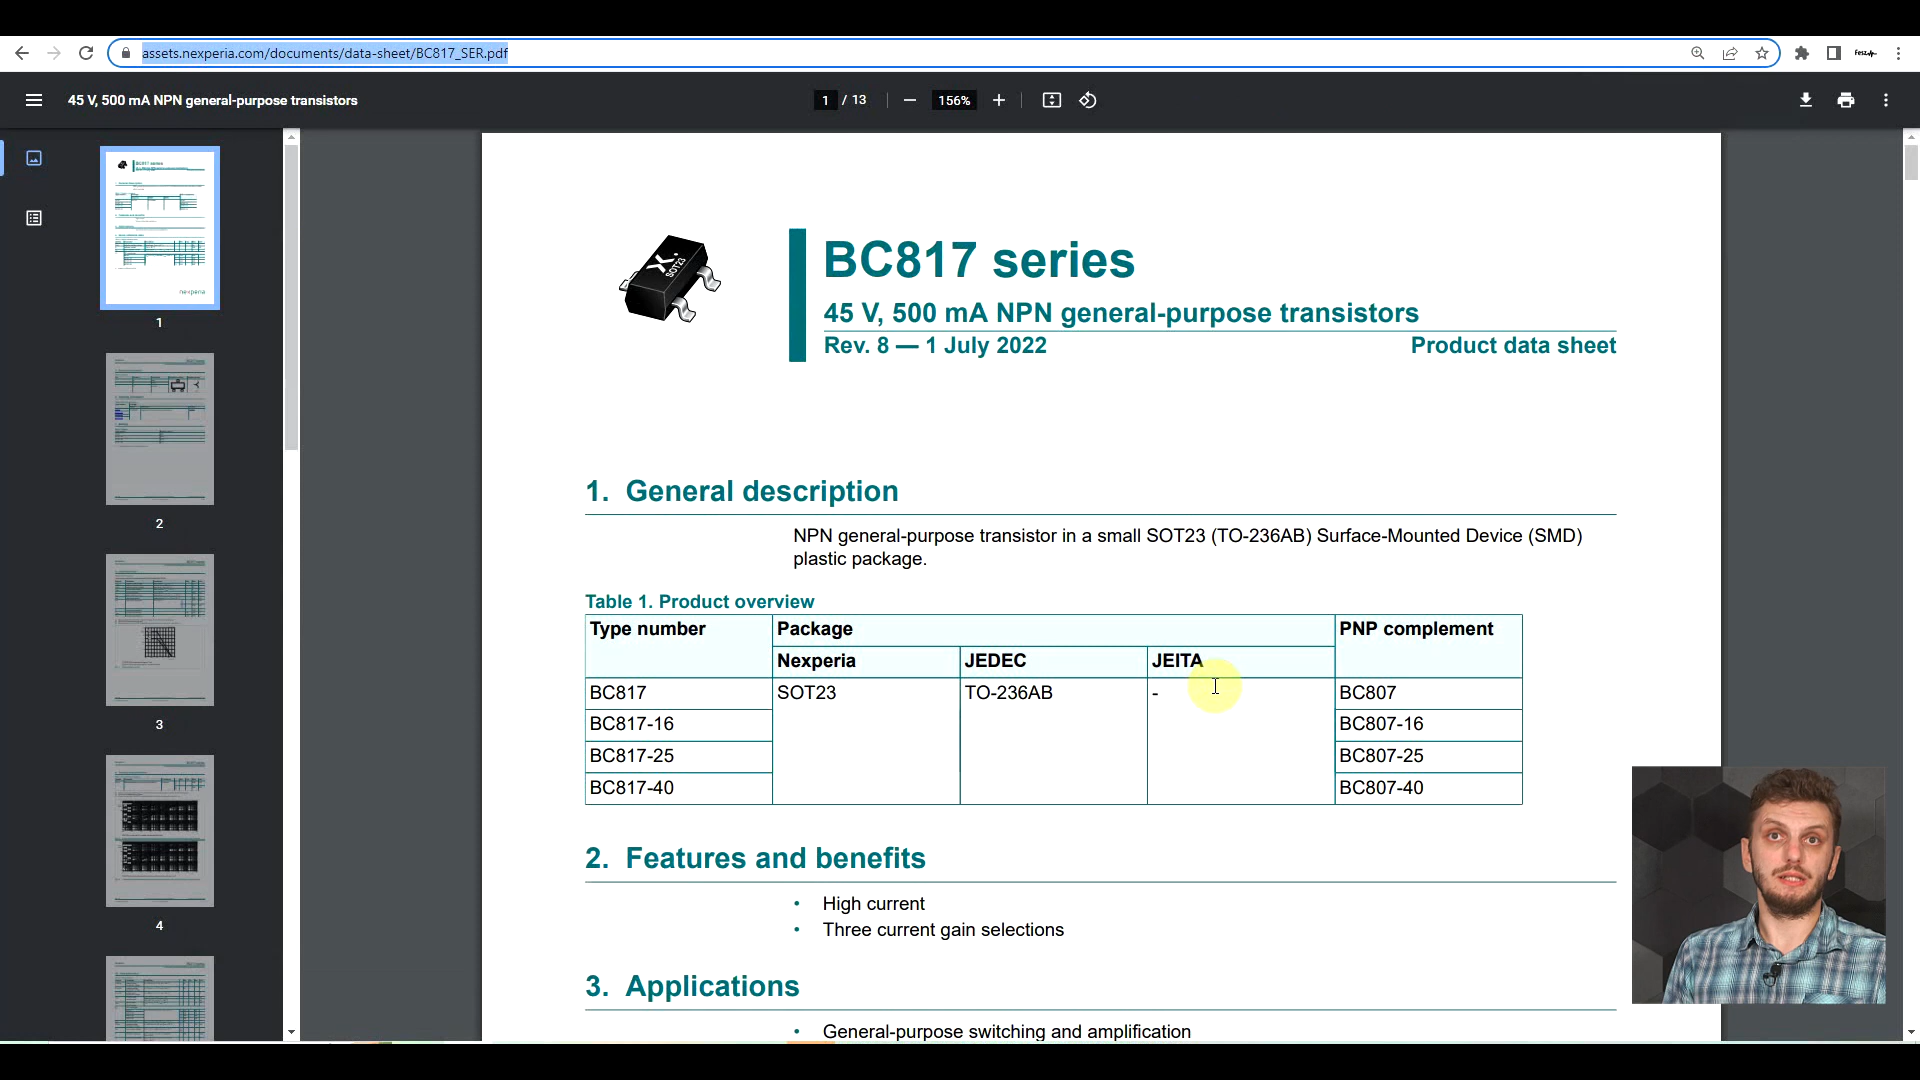 assets.nexperia.com/documents/data-sheet/BC817_SER.pdf
fesz
45 V, 500 mA NPN general-purpose transistors
1 / 13
156%
1
2
3
4
nexperia
SOT23
BC817 series
45 V, 500 mA NPN general-purpose transistors
Rev. 8 — 1 July 2022 Product data sheet
1. General description
NPN general-purpose transistor in a small SOT23 (TO-236AB) Surface-Mounted Device (SMD)
plastic package.
Table 1. Product overview
Type number Package PNP complement
Nexperia JEDEC JEITA
BC817 SOT23 TO-236AB - BC807
BC817-16 BC807-16
BC817-25 BC807-25
BC817-40 BC807-40
2. Features and benefits
• High current
• Three current gain selections
3. Applications
• General-purpose switching and amplification